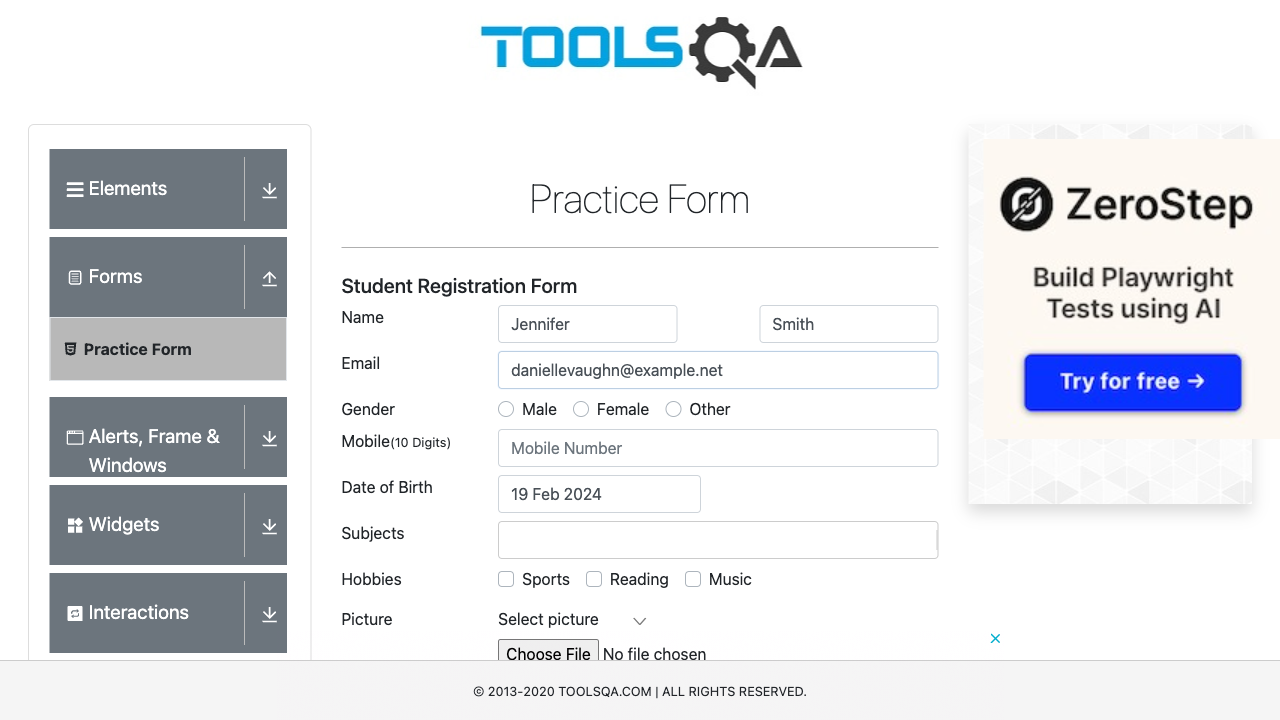 TOOLSQA
Elements
Forms
Practice Form
Alerts, Frame &
Windows
Widgets
Interactions
Practice Form
Student Registration Form
Name
Jennifer
Smith
Email
daniellevaughn@example.net
Gender
Male
Female
Other
Mobile(10 Digits)
Mobile Number
Date of Birth
19 Feb 2024
Subjects
Hobbies
Sports
Reading
Music
Picture
Select picture
Choose File No file chosen
ZeroStep
Build Playwright
Tests using AI
Try for free →
© 2013-2020 TOOLSQA.COM | ALL RIGHTS RESERVED.